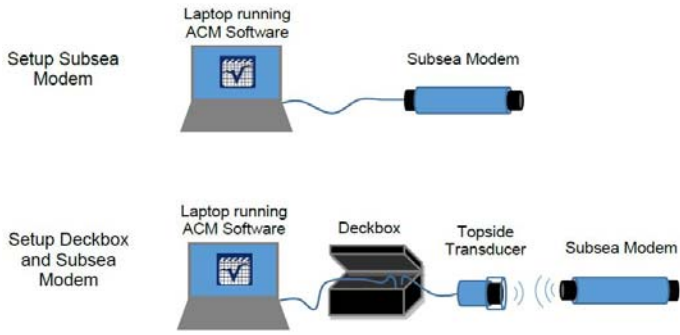 Setup Subsea
Modem
Laptop running
ACM Software
Subsea Modem
Setup Deckbox
and Subsea
Modem
Laptop running
ACM Software
Deckbox
Topside
Transducer
Subsea Modem